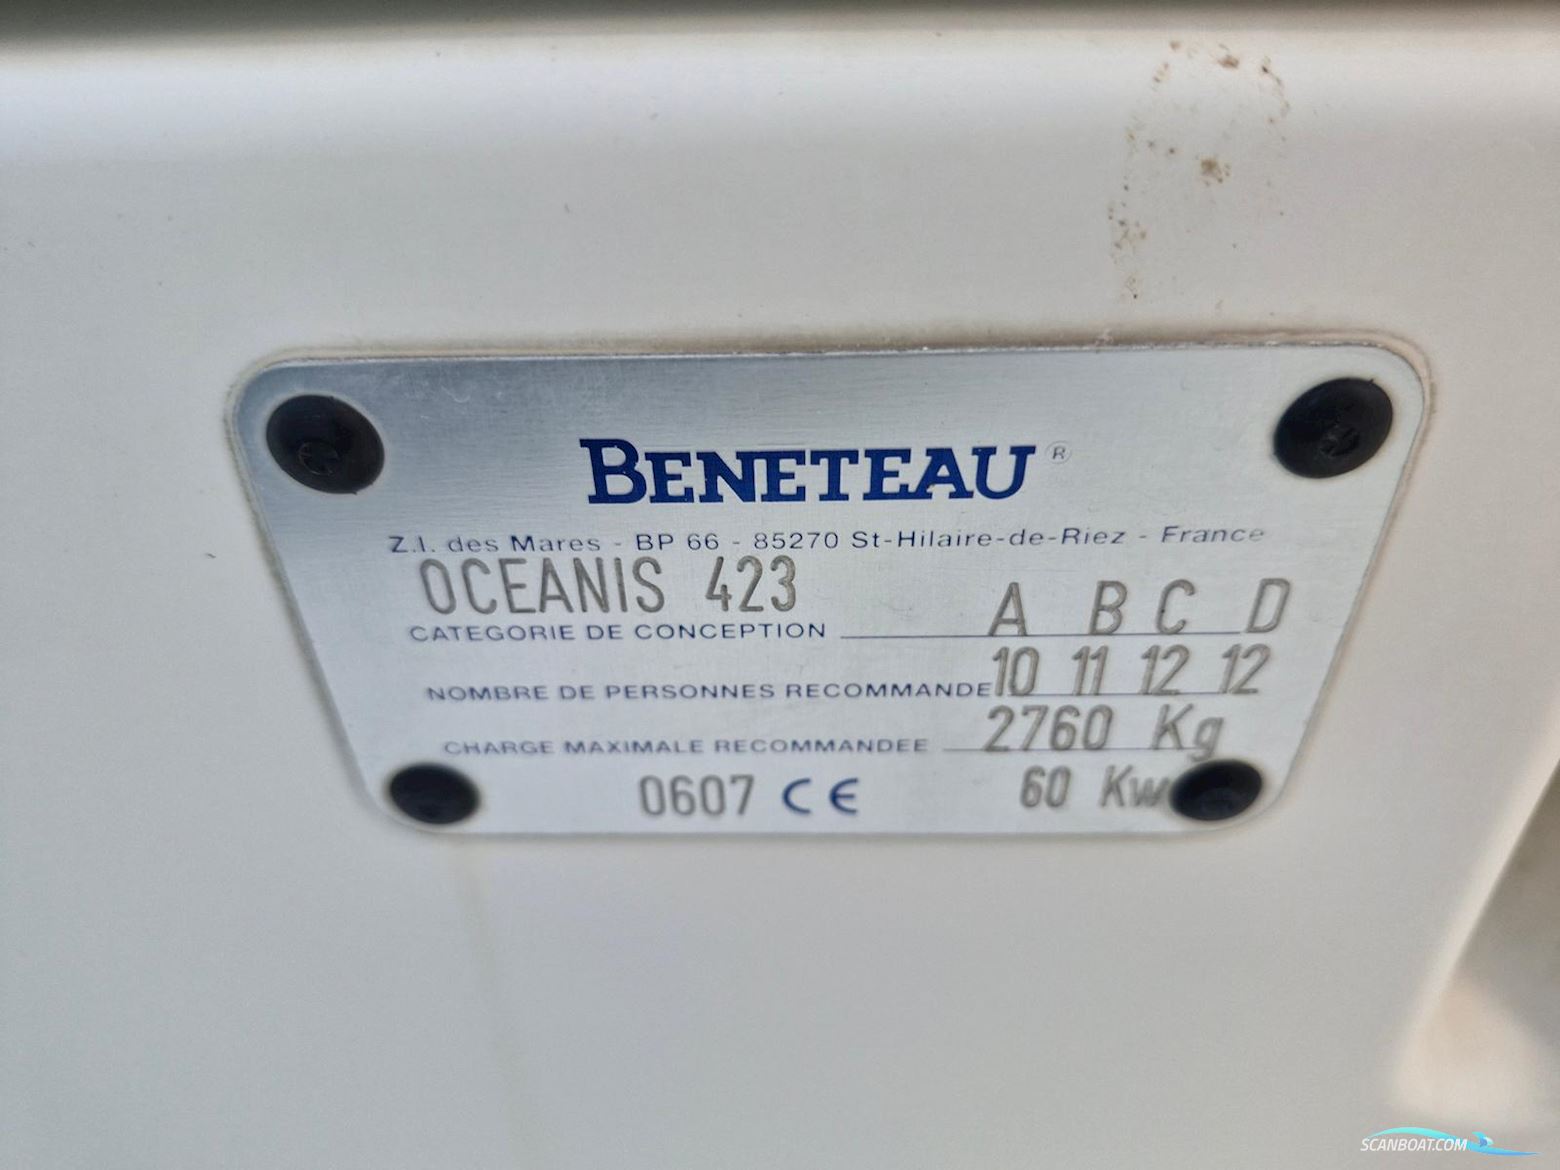 BENETEAU®
Z.I. des Mares - BP 66 - 85270 St-Hilaire-de-Riez - France
OCEANIS 423
CATEGORIE DE CONCEPTION A B C D
NOMBRE DE PERSONNES RECOMMANDE 10 11 12 12
CHARGE MAXIMALE RECOMMANDEE 2760 Kg
0607 CE 60 Kw
SCANBOAT.COM